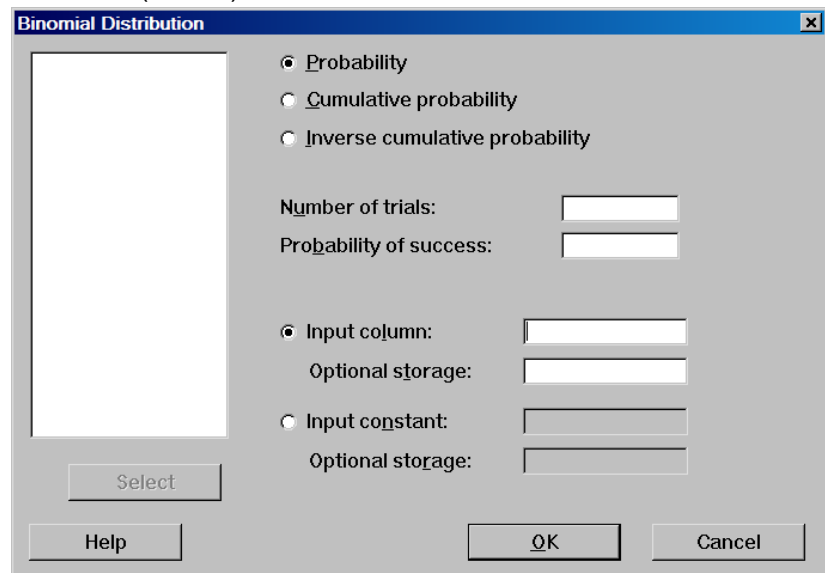 Binomial Distribution
Probability
Cumulative probability
Inverse cumulative probability
Number of trials:
Probability of success:
Input column:
Optional storage:
Input constant:
Optional storage:
Select
Help
OK
Cancel